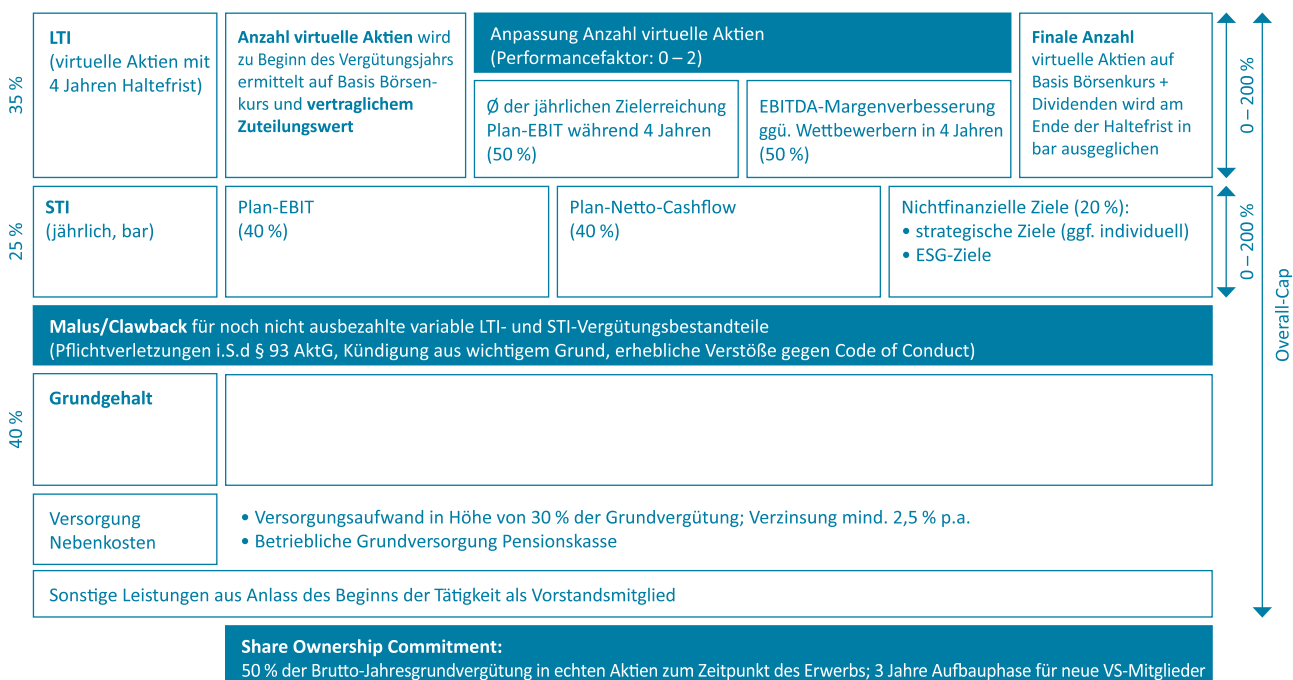 35 %
LTI
(virtuelle Aktien mit
4 Jahren Haltefrist)
Anzahl virtuelle Aktien wird
zu Beginn des Vergütungsjahrs
ermittelt auf Basis Börsen-
kurs und vertraglichem
Zuteilungswert
Anpassung Anzahl virtuelle Aktien
(Performancefaktor: 0 – 2)
Ø der jährlichen Zielerreichung
Plan-EBIT während 4 Jahren
(50 %)
EBITDA-Margenverbesserung
ggü. Wettbewerbern in 4 Jahren
(50 %)
Finale Anzahl
virtuelle Aktien auf
Basis Börsenkurs +
Dividenden wird am
Ende der Haltefrist in
bar ausgeglichen
0 – 200 %
25 %
STI
(jährlich, bar)
Plan-EBIT
(40 %)
Plan-Netto-Cashflow
(40 %)
Nichtfinanzielle Ziele (20 %):
• strategische Ziele (ggf. individuell)
• ESG-Ziele
0 – 200 %
Overall-Cap
Malus/Clawback für noch nicht ausbezahlte variable LTI- und STI-Vergütungsbestandteile
(Pflichtverletzungen i.S.d § 93 AktG, Kündigung aus wichtigem Grund, erhebliche Verstöße gegen Code of Conduct)
40 %
Grundgehalt
Versorgung
Nebenkosten
• Versorgungsaufwand in Höhe von 30 % der Grundvergütung; Verzinsung mind. 2,5 % p.a.
• Betriebliche Grundversorgung Pensionskasse
Sonstige Leistungen aus Anlass des Beginns der Tätigkeit als Vorstandsmitglied
Share Ownership Commitment:
50 % der Brutto-Jahresgrundvergütung in echten Aktien zum Zeitpunkt des Erwerbs; 3 Jahre Aufbauphase für neue VS-Mitglieder